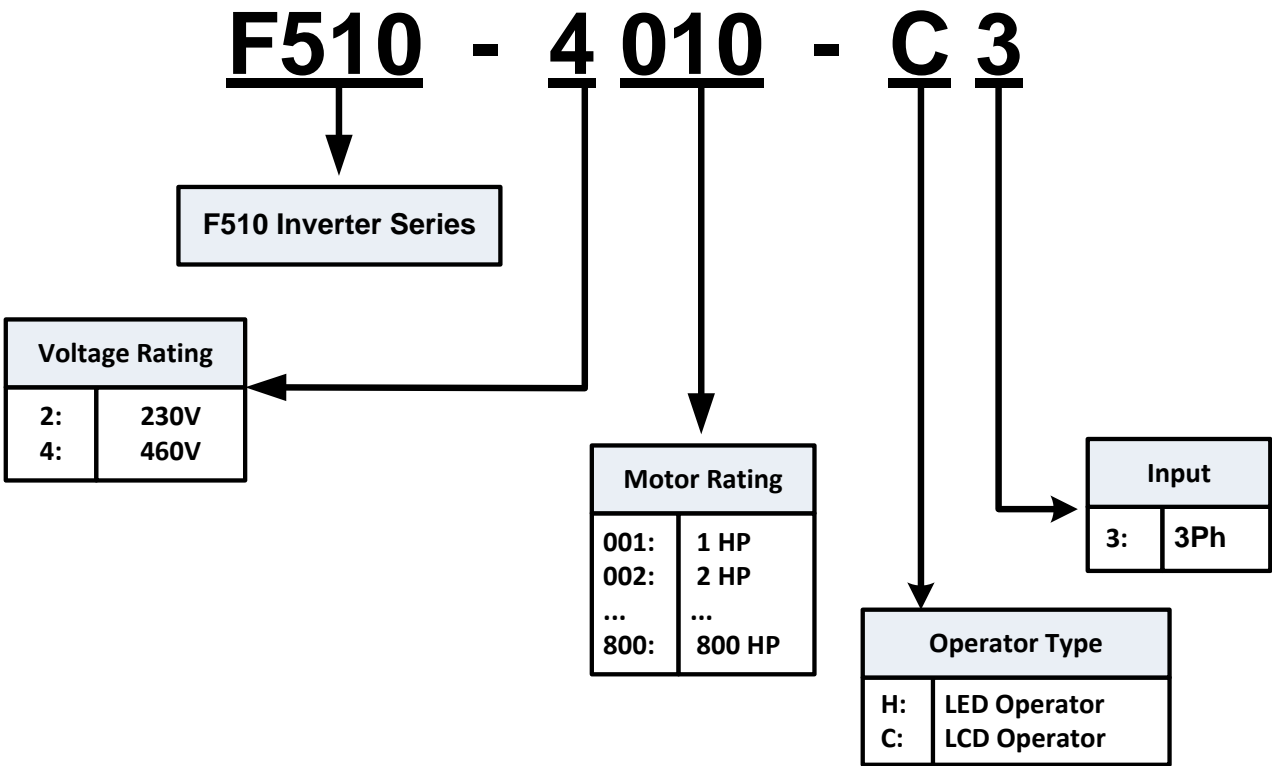 F510 - 4 010 - C 3
F510 Inverter Series
Voltage Rating
2: 230V
4: 460V
Motor Rating
001: 1 HP
002: 2 HP
... ...
800: 800 HP
Input
3: 3Ph
Operator Type
H: LED Operator
C: LCD Operator